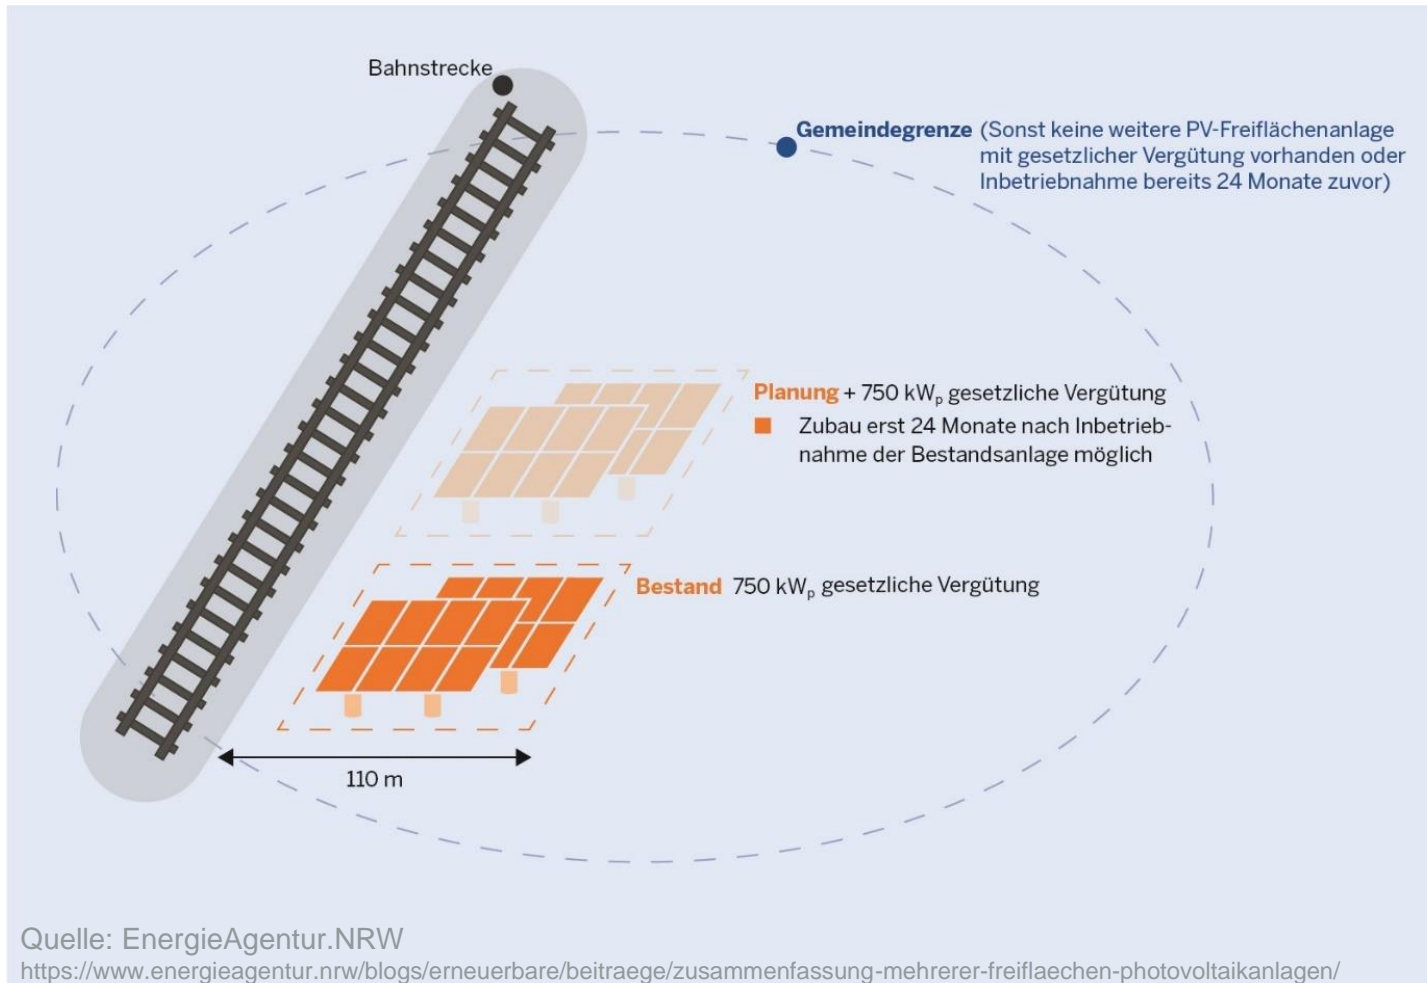 Bahnstrecke
Gemeindegrenze (Sonst keine weitere PV-Freiflächenanlage
mit gesetzlicher Vergütung vorhanden oder
Inbetriebnahme bereits 24 Monate zuvor)
Planung + 750 kWp gesetzliche Vergütung
Zubau erst 24 Monate nach Inbetrieb-
nahme der Bestandsanlage möglich
Bestand 750 kWp gesetzliche Vergütung
110 m
Quelle: EnergieAgentur.NRW
https://www.energieagentur.nrw/blogs/erneuerbare/beitraege/zusammenfassung-mehrerer-freiflaechen-photovoltaikanlagen/